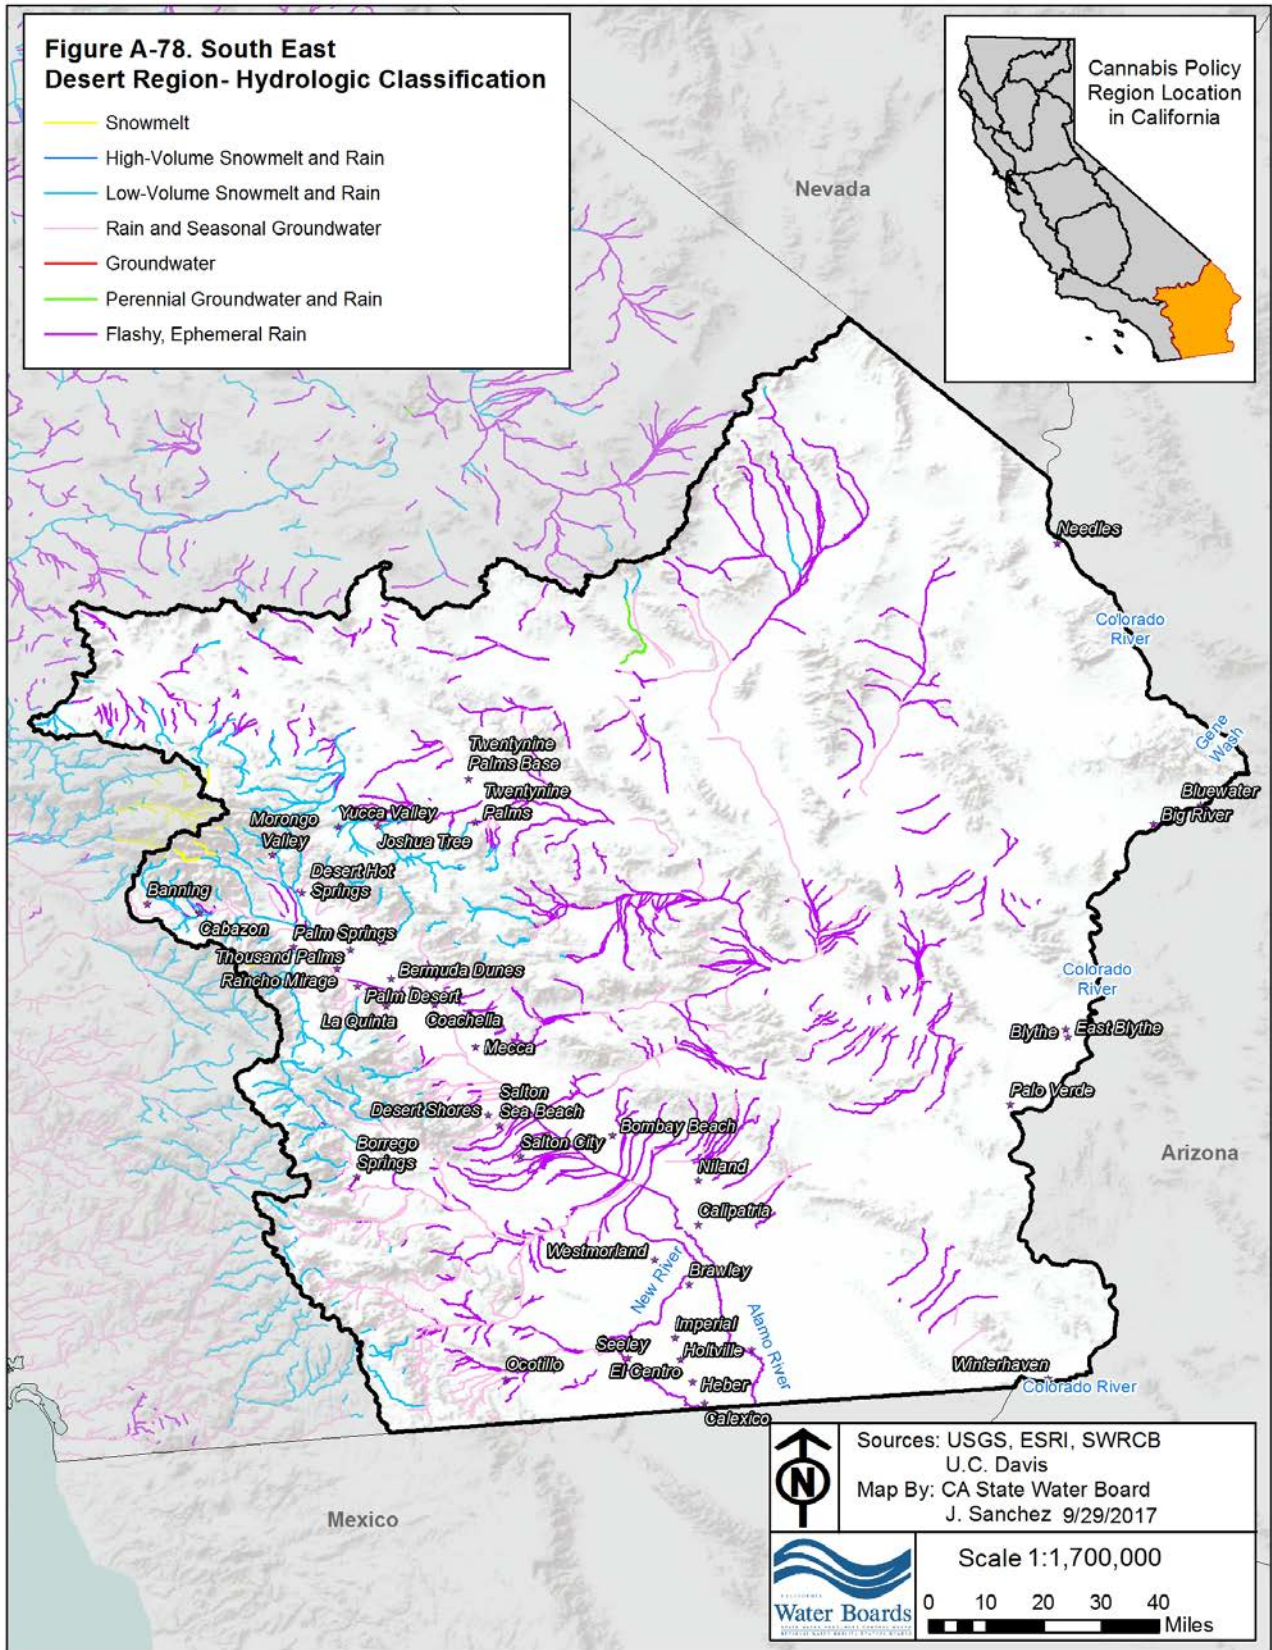 Figure A-78. South East
Desert Region- Hydrologic Classification
Snowmelt
High-Volume Snowmelt and Rain
Low-Volume Snowmelt and Rain
Rain and Seasonal Groundwater
Groundwater
Perennial Groundwater and Rain
Flashy, Ephemeral Rain
Cannabis Policy
Region Location
in California
Nevada
Needles
Colorado
River
Gene
Wash
Bluewater
Big River
Twentynine
Palms Base
Twentynine
Palms
Yucca Valley
Morongo
Valley
Joshua Tree
Desert Hot
Springs
Banning
Cabazon
Palm Springs
Thousand Palms
Rancho Mirage
Bermuda Dunes
Palm Desert
La Quinta
Coachella
Mecca
Colorado
River
Blythe
East Blythe
Palo Verde
Salton
Sea Beach
Desert Shores
Bombay Beach
Salton City
Borrego
Springs
Niland
Arizona
Calipatria
Westmorland
New River
Brawley
Imperial
Alamo River
Seeley
Holtville
El Centro
Ocotillo
Heber
Winterhaven
Colorado River
Calexico
Mexico
N
Sources: USGS, ESRI, SWRCB
U.C. Davis
Map By: CA State Water Board
J. Sanchez 9/29/2017
CALIFORNIA
Water Boards
Scale 1:1,700,000
0 10 20 30 40
Miles